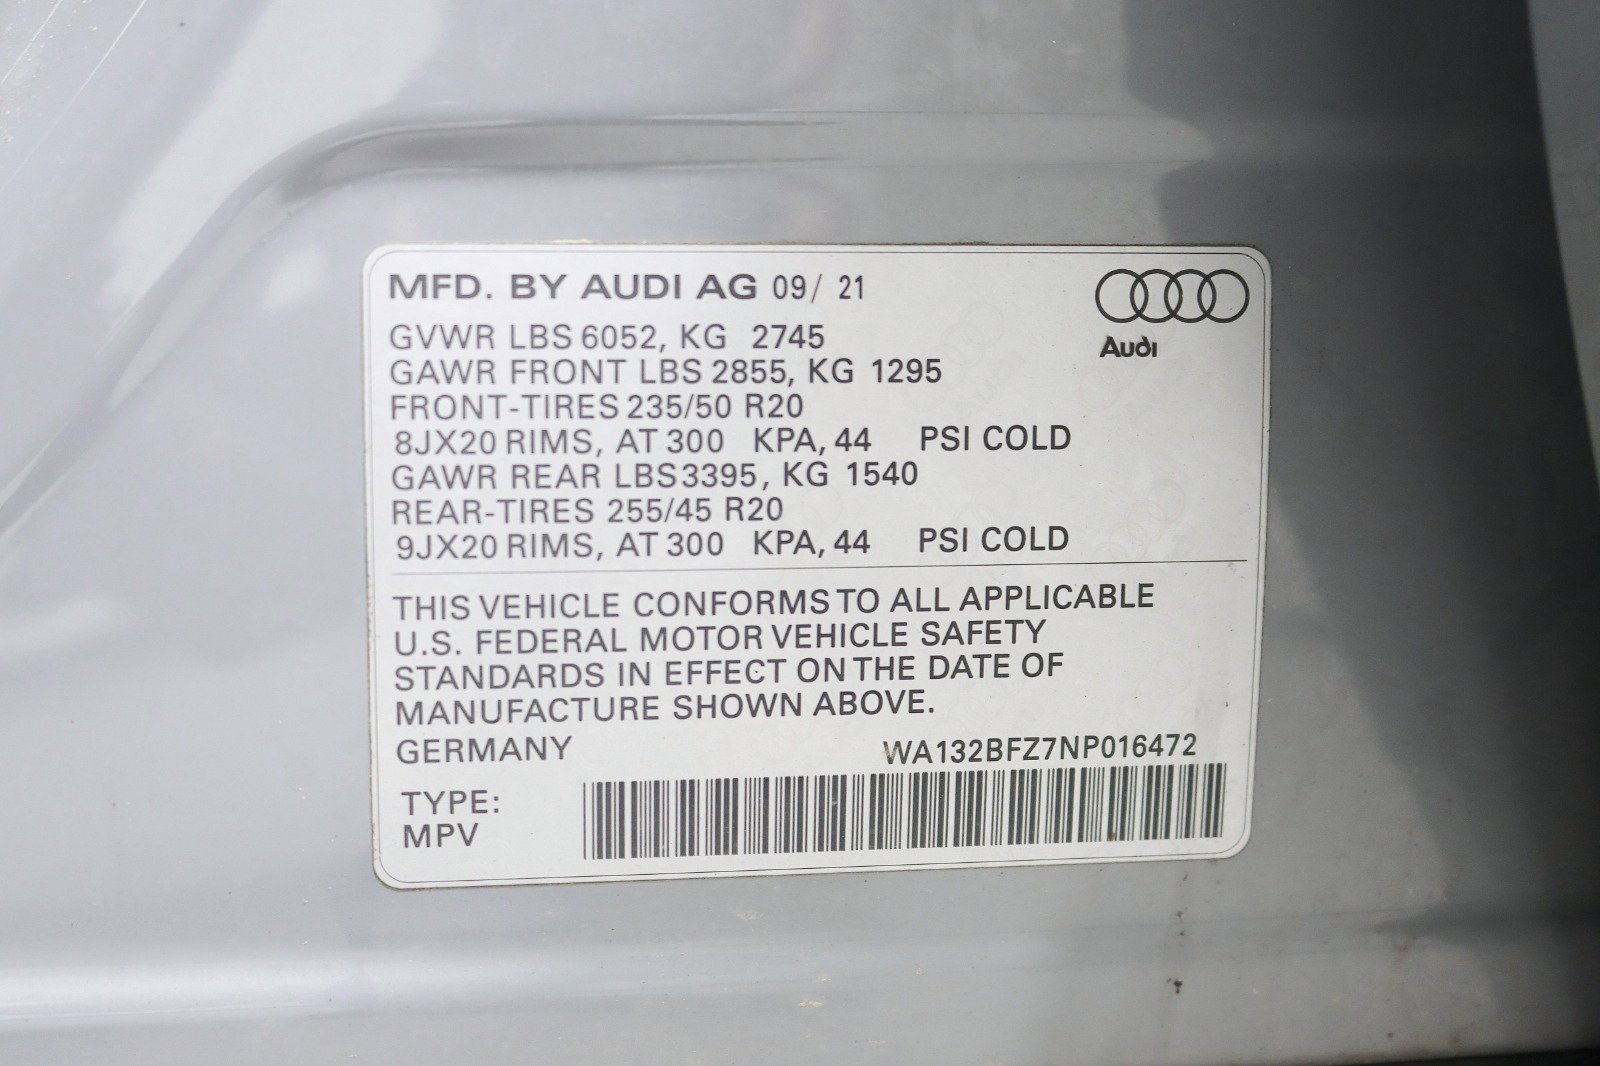 MFD. BY AUDI AG 09/ 21
Audi
GVWR LBS 6052, KG 2745
GAWR FRONT LBS 2855, KG 1295
FRONT-TIRES 235/50 R20
8JX20 RIMS, AT 300 KPA, 44 PSI COLD
GAWR REAR LBS3395, KG 1540
REAR-TIRES 255/45 R20
9JX20 RIMS, AT 300 KPA, 44 PSI COLD
THIS VEHICLE CONFORMS TO ALL APPLICABLE
U.S. FEDERAL MOTOR VEHICLE SAFETY
STANDARDS IN EFFECT ON THE DATE OF
MANUFACTURE SHOWN ABOVE.
GERMANY WA132BFZ7NP016472
TYPE:
MPV